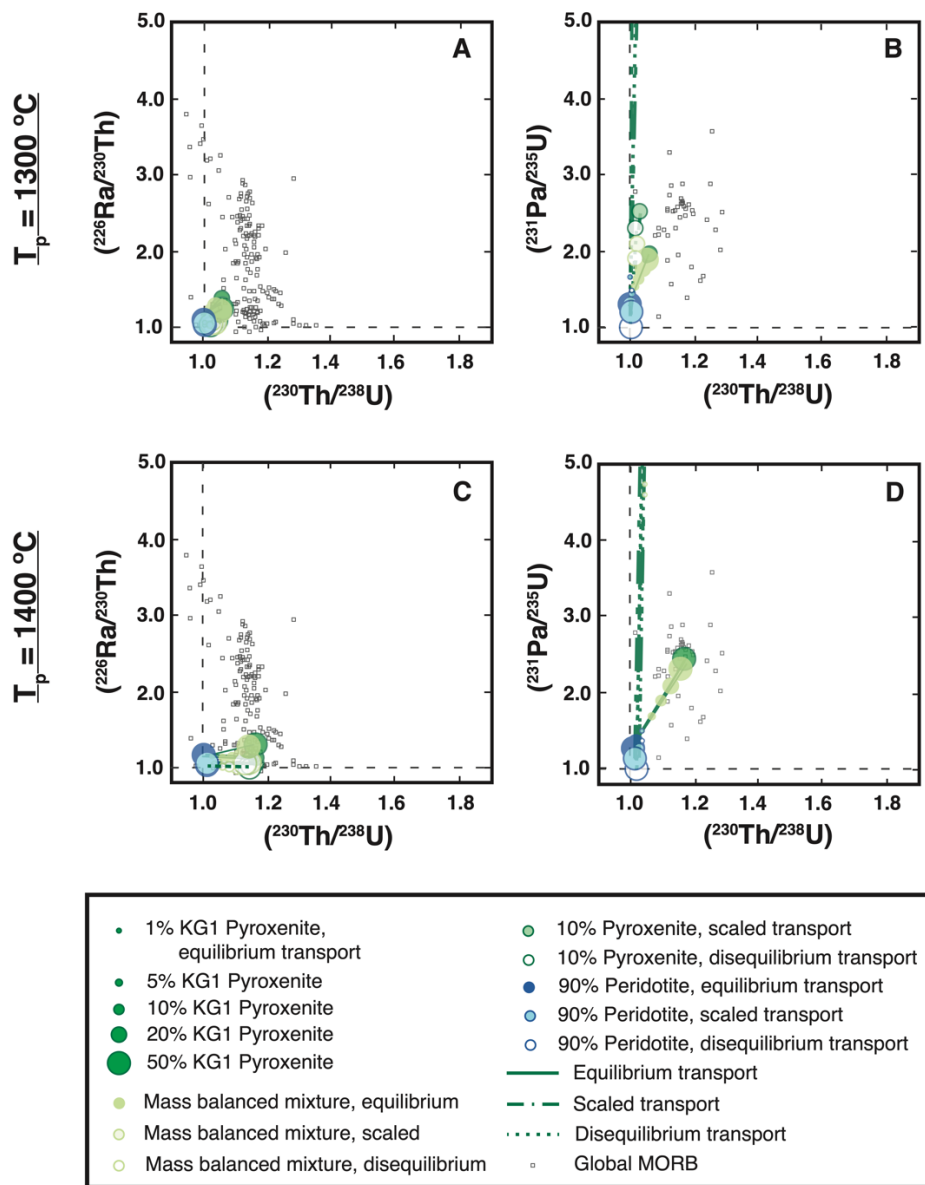 T_p = 1300 °C
A
5.0
4.0
3.0
2.0
1.0
(²²⁶Ra/²³⁰Th)
1.0 1.2 1.4 1.6 1.8
(²³⁰Th/²³⁸U)
B
5.0
4.0
3.0
2.0
1.0
(²³¹Pa/²³⁵U)
1.0 1.2 1.4 1.6 1.8
(²³⁰Th/²³⁸U)
T_p = 1400 °C
C
5.0
4.0
3.0
2.0
1.0
(²²⁶Ra/²³⁰Th)
1.0 1.2 1.4 1.6 1.8
(²³⁰Th/²³⁸U)
D
5.0
4.0
3.0
2.0
1.0
(²³¹Pa/²³⁵U)
1.0 1.2 1.4 1.6 1.8
(²³⁰Th/²³⁸U)
1% KG1 Pyroxenite,
equilibrium transport
5% KG1 Pyroxenite
10% KG1 Pyroxenite
20% KG1 Pyroxenite
50% KG1 Pyroxenite
Mass balanced mixture, equilibrium
Mass balanced mixture, scaled
Mass balanced mixture, disequilibrium
10% Pyroxenite, scaled transport
10% Pyroxenite, disequilibrium transport
90% Peridotite, equilibrium transport
90% Peridotite, scaled transport
90% Peridotite, disequilibrium transport
Equilibrium transport
Scaled transport
Disequilibrium transport
Global MORB